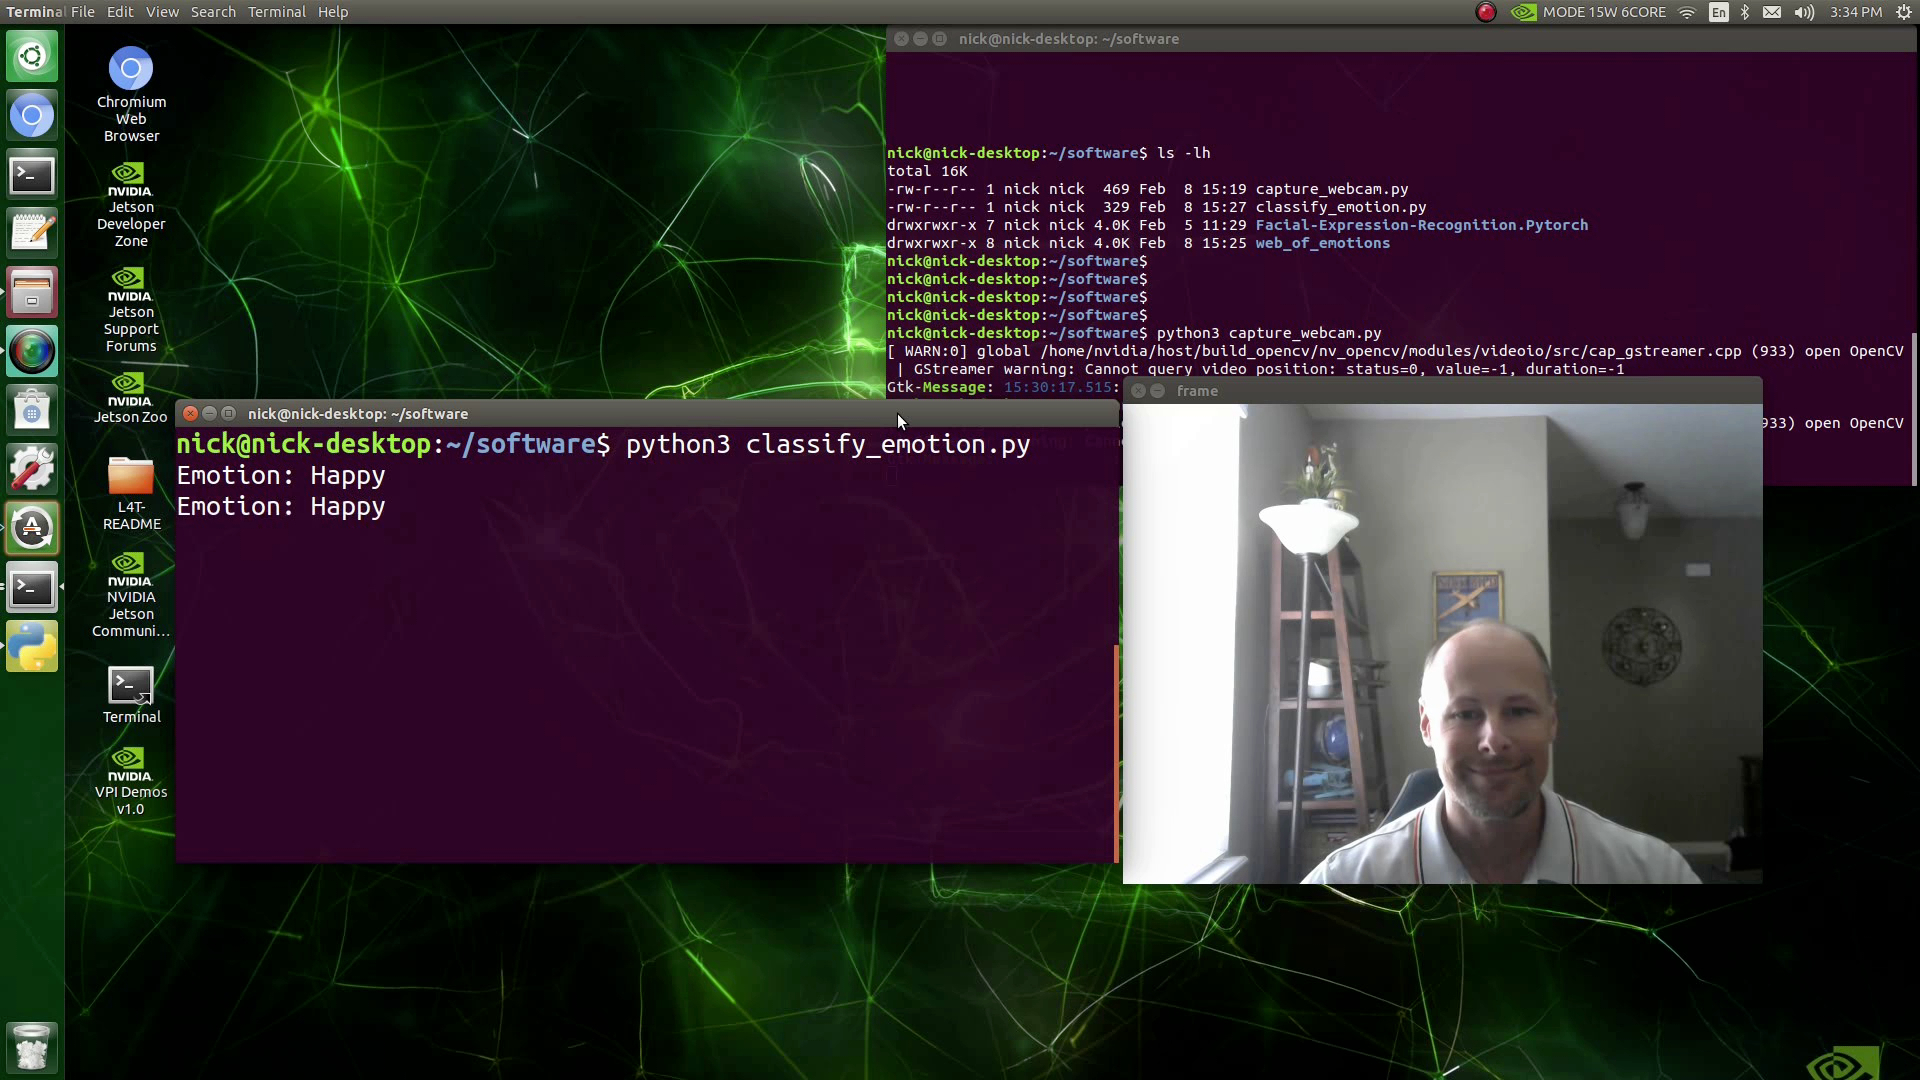 Terminal File Edit View Search Terminal Help
MODE 15W 6CORE En 3:34 PM
Chromium
Web
Browser
NVIDIA.
Jetson
Developer
Zone
NVIDIA.
Jetson
Support
Forums
NVIDIA.
Jetson Zoo
L4T-
README
NVIDIA.
NVIDIA
Jetson
Communi...
Terminal
NVIDIA.
VPI Demos
v1.0
nick@nick-desktop: ~/software
nick@nick-desktop:~/software$ ls -lh
total 16K
-rw-r--r-- 1 nick nick  469 Feb  8 15:19 capture_webcam.py
-rw-r--r-- 1 nick nick  329 Feb  8 15:27 classify_emotion.py
drwxrwxr-x 7 nick nick 4.0K Feb  5 11:29 Facial-Expression-Recognition.Pytorch
drwxrwxr-x 8 nick nick 4.0K Feb  8 15:25 web_of_emotions
nick@nick-desktop:~/software$
nick@nick-desktop:~/software$
nick@nick-desktop:~/software$
nick@nick-desktop:~/software$
nick@nick-desktop:~/software$ python3 capture_webcam.py
[ WARN:0] global /home/nvidia/host/build_opencv/nv_opencv/modules/videoio/src/cap_gstreamer.cpp (933) open OpenCV
| GStreamer warning: Cannot query video position: status=0, value=-1, duration=-1
Gtk-Message: 15:30:17.515:
933) open OpenCV
nick@nick-desktop: ~/software
nick@nick-desktop:~/software$ python3 classify_emotion.py
Emotion: Happy
Emotion: Happy
frame